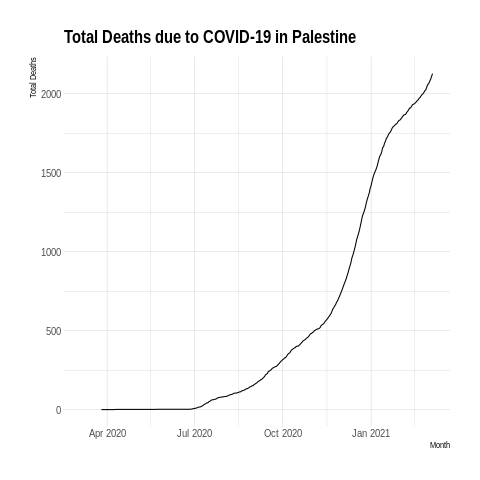 Total Deaths due to COVID-19 in Palestine
Total Deaths
2000
1500
1000
500
0
Apr 2020
Jul 2020
Oct 2020
Jan 2021
Month